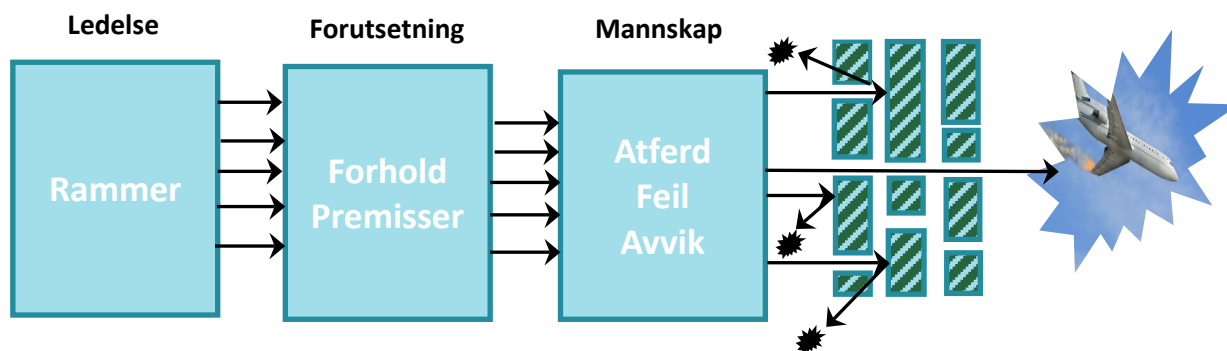 Ledelse
Forutsetning
Mannskap
Rammer
Forhold
Premisser
Atferd
Feil
Avvik